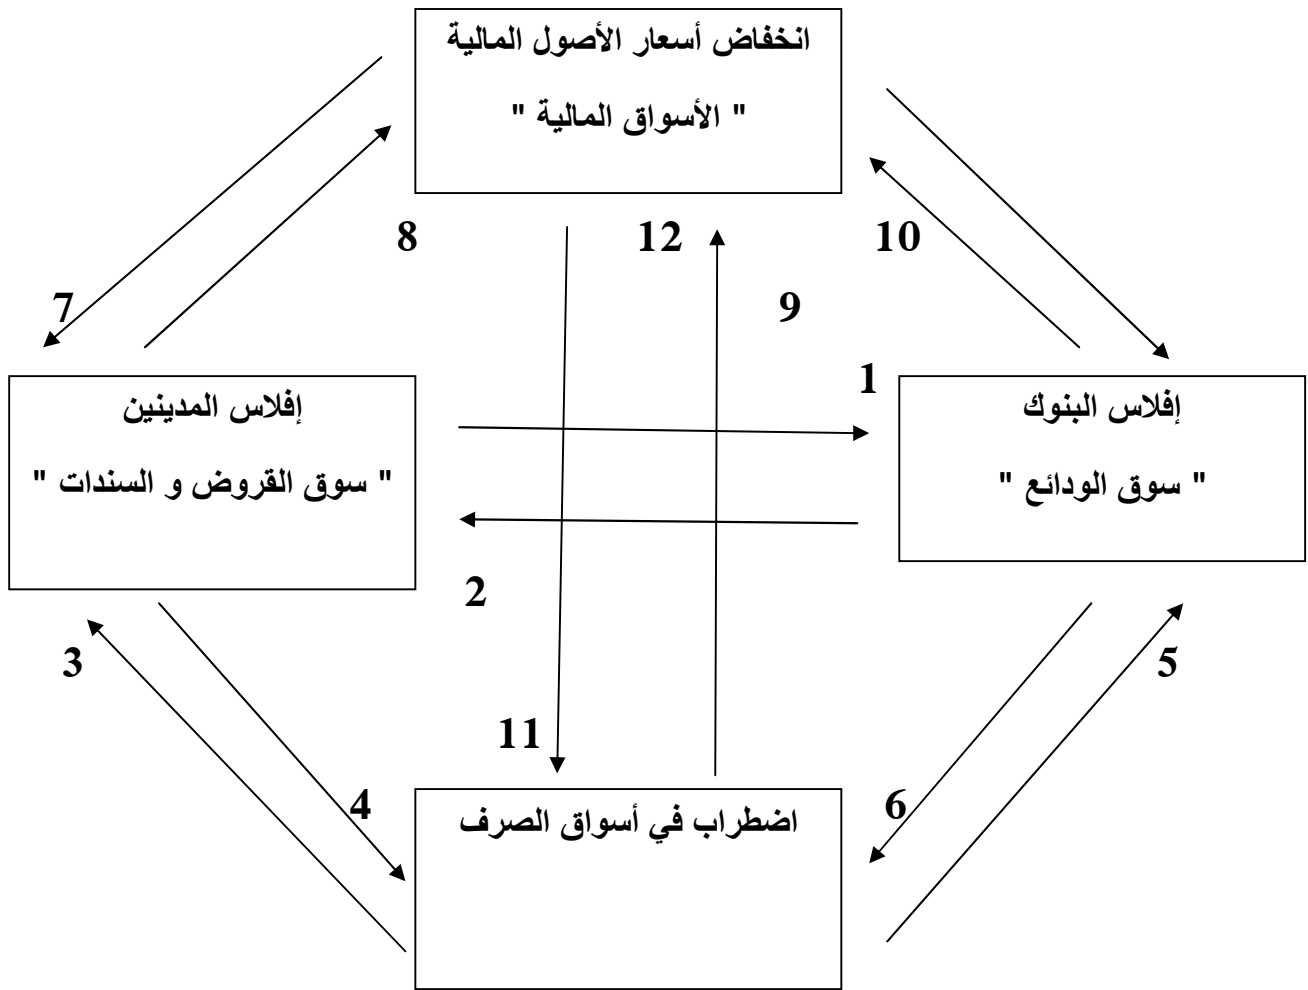 انخفاض أسعار الأصول المالية
" الأسواق المالية "
8
12
10
7
9
1
إفلاس المدينين
" سوق القروض و السندات "
إفلاس البنوك
" سوق الودائع "
2
3
5
11
4
6
اضطراب في أسواق الصرف